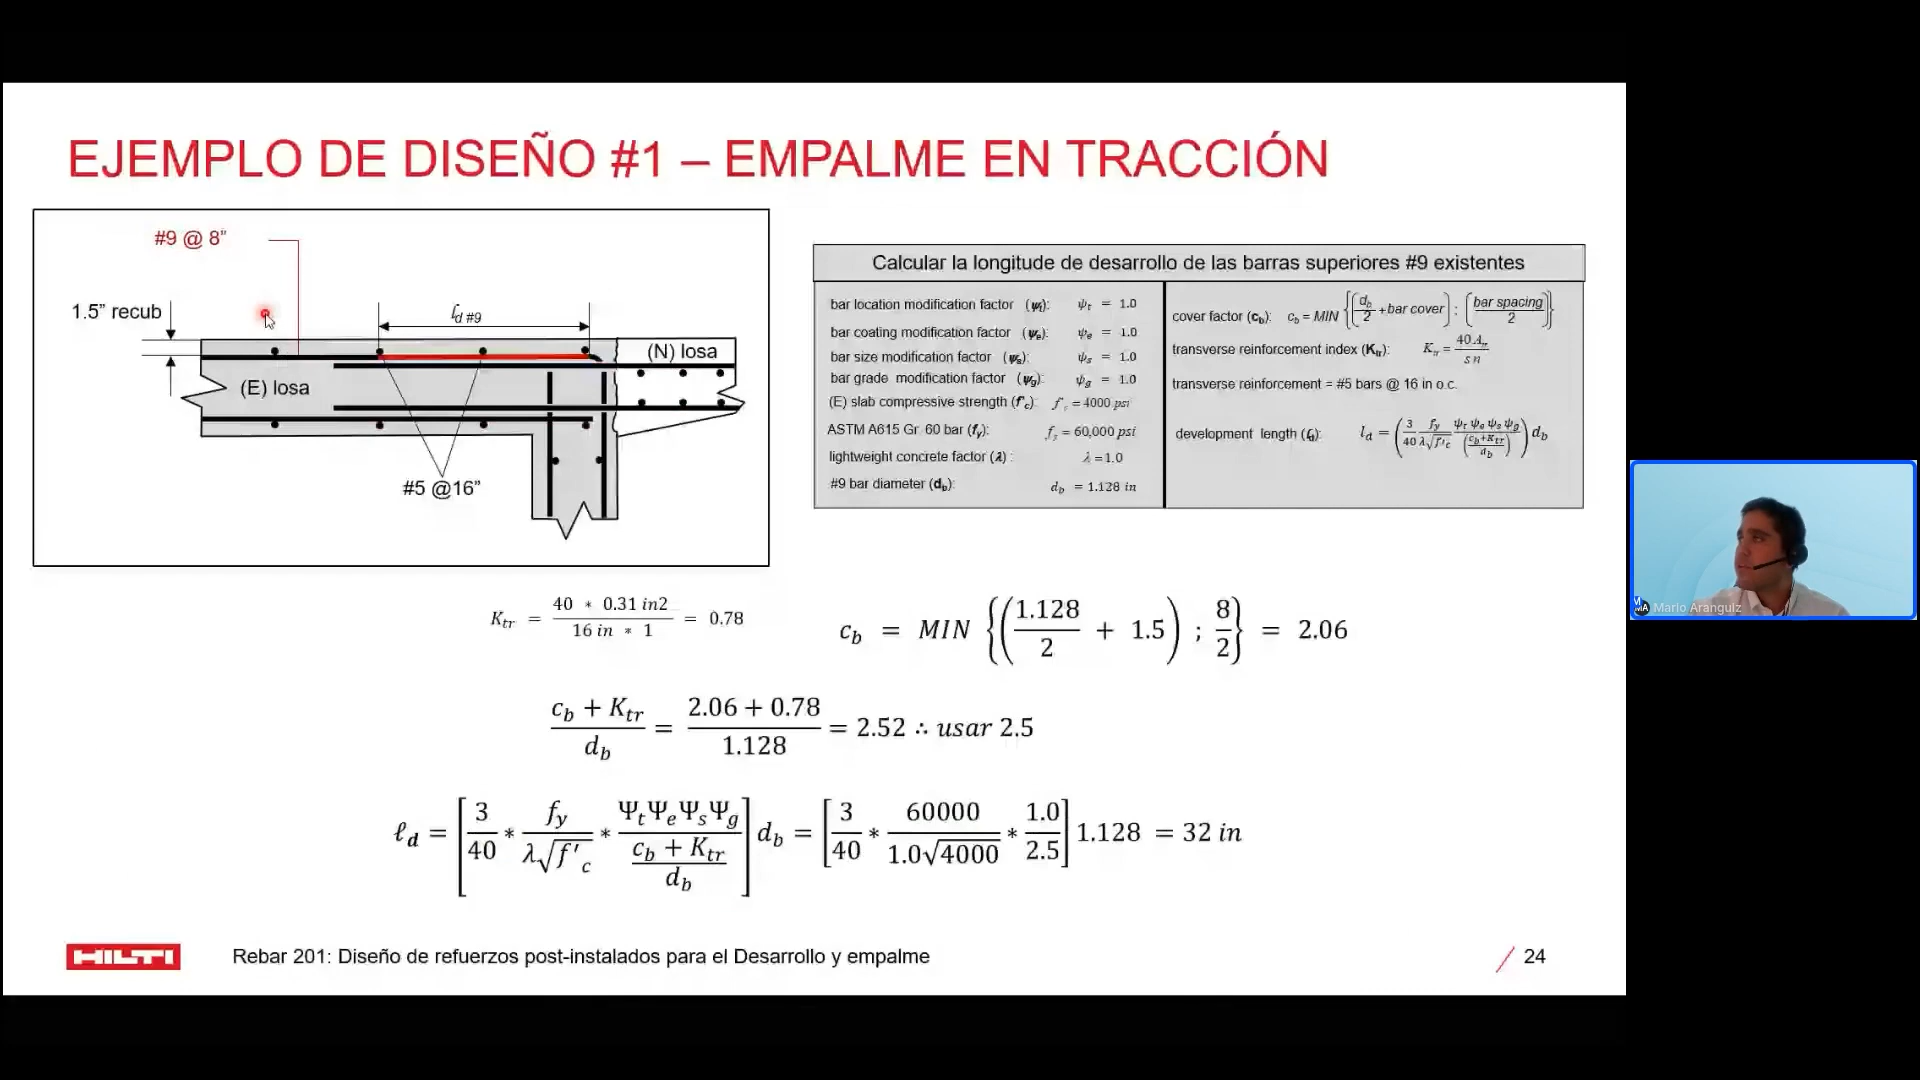 EJEMPLO DE DISEÑO #1 – EMPALME EN TRACCIÓN
#9 @ 8”
1.5” recub
ℓd #9
(N) losa
(E) losa
#5 @16”
Calcular la longitude de desarrollo de las barras superiores #9 existentes
bar location modification factor (ψt): ψt = 1.0
bar coating modification factor (ψe): ψe = 1.0
bar size modification factor (ψs): ψs = 1.0
bar grade modification factor (ψg): ψg = 1.0
(E) slab compressive strength (f'c): f'c = 4000 psi
ASTM A615 Gr. 60 bar (fy): fy = 60,000 psi
lightweight concrete factor (λ) : λ =1.0
#9 bar diameter (db): db = 1.128 in
cover factor (cb): cb = MIN {(db/2 + bar cover) ; (bar spacing/2)}
transverse reinforcement index (Ktr): Ktr = 40 Atr / s n
transverse reinforcement = #5 bars @ 16 in o.c.
development length (ℓd): ld = (3/40 fy/λ√f'c ψt ψe ψs ψg/((cb+Ktr)/db)) db
Ktr = 40 * 0.31 in2 / 16 in * 1 = 0.78
cb = MIN {(1.128/2 + 1.5) ; 8/2} = 2.06
cb + Ktr / db = 2.06 + 0.78 / 1.128 = 2.52 ∴ usar 2.5
ℓd = [3/40 * fy/λ√f'c * ΨtΨeΨsΨg/((cb + Ktr)/db)] db = [3/40 * 60000/1.0√4000 * 1.0/2.5] 1.128 = 32 in
HILTI
Rebar 201: Diseño de refuerzos post-instalados para el Desarrollo y empalme
24
Mario Aranguiz